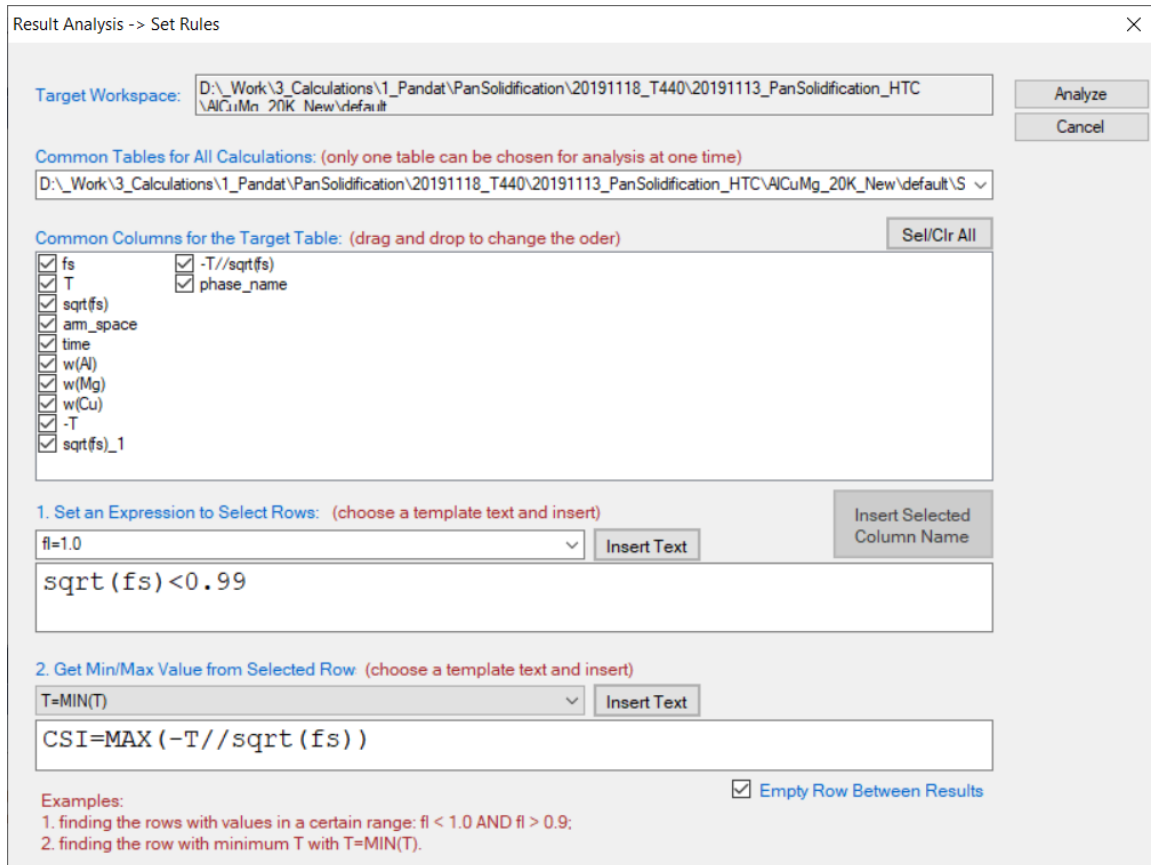 Result Analysis -> Set Rules
Target Workspace:
D:\_Work\3_Calculations\1_Pandat\PanSolidification\20191118_T440\20191113_PanSolidification_HTC
\AlCuMg_20K_New\default
Analyze
Cancel
Common Tables for All Calculations: (only one table can be chosen for analysis at one time)
D:\_Work\3_Calculations\1_Pandat\PanSolidification\20191118_T440\20191113_PanSolidification_HTC\AlCuMg_20K_New\default\S
Common Columns for the Target Table: (drag and drop to change the oder)
Sel/Clr All
fs
T
sqrt(fs)
arm_space
time
w(Al)
w(Mg)
w(Cu)
-T
sqrt(fs)_1
-T//sqrt(fs)
phase_name
1. Set an Expression to Select Rows: (choose a template text and insert)
Insert Selected
Column Name
fl=1.0
Insert Text
sqrt(fs)<0.99
2. Get Min/Max Value from Selected Row (choose a template text and insert)
T=MIN(T)
Insert Text
CSI=MAX(-T//sqrt(fs))
Empty Row Between Results
Examples:
1. finding the rows with values in a certain range: fl < 1.0 AND fl > 0.9;
2. finding the row with minimum T with T=MIN(T).